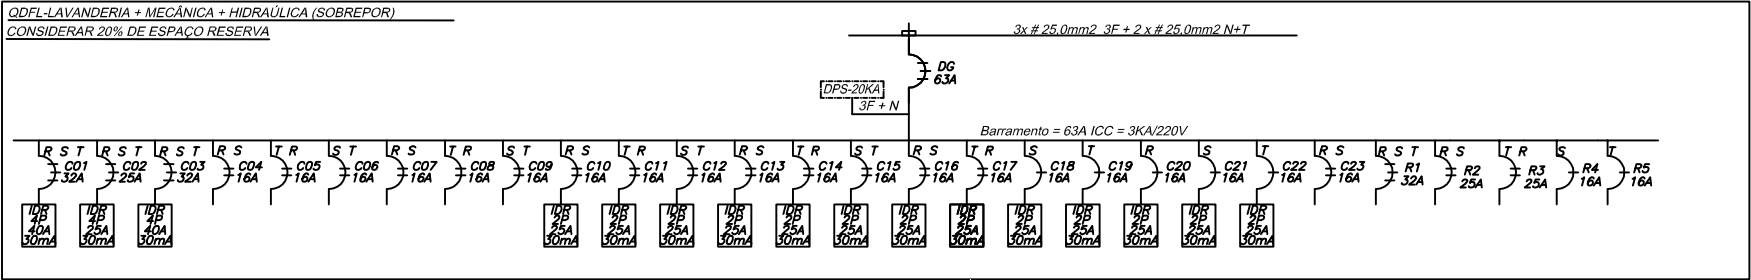 QDFL-LAVANDERIA + MECÂNICA + HIDRAÚLICA (SOBREPOR)
CONSIDERAR 20% DE ESPAÇO RESERVA
3x # 25,0mm2 3F + 2 x # 25,0mm2 N+T
DG
63A
DPS-20KA
3F + N
Barramento = 63A ICC = 3KA/220V
R S T
C01
32A
IDR
4P
40A
30mA
R S T
C02
25A
IDR
4P
25A
30mA
R S T
C03
32A
IDR
4P
40A
30mA
R S
C04
16A
T R
C05
16A
S T
C06
16A
R S
C07
16A
T R
C08
16A
S T
C09
16A
R S
C10
16A
IDR
2P
25A
30mA
T R
C11
16A
IDR
2P
25A
30mA
S T
C12
16A
IDR
2P
25A
30mA
R S
C13
16A
IDR
2P
25A
30mA
T R
C14
16A
IDR
2P
25A
30mA
S T
C15
16A
IDR
2P
25A
30mA
R S
C16
16A
IDR
2P
25A
30mA
T R
C17
16A
IDR
2P
25A
30mA
S
C18
16A
IDR
2P
25A
30mA
T
C19
16A
IDR
2P
25A
30mA
R
C20
16A
IDR
2P
25A
30mA
S
C21
16A
IDR
2P
25A
30mA
T
C22
16A
IDR
2P
25A
30mA
R S
C23
16A
R S T
R1
32A
R S
R2
25A
T R
R3
25A
S
R4
16A
T
R5
16A